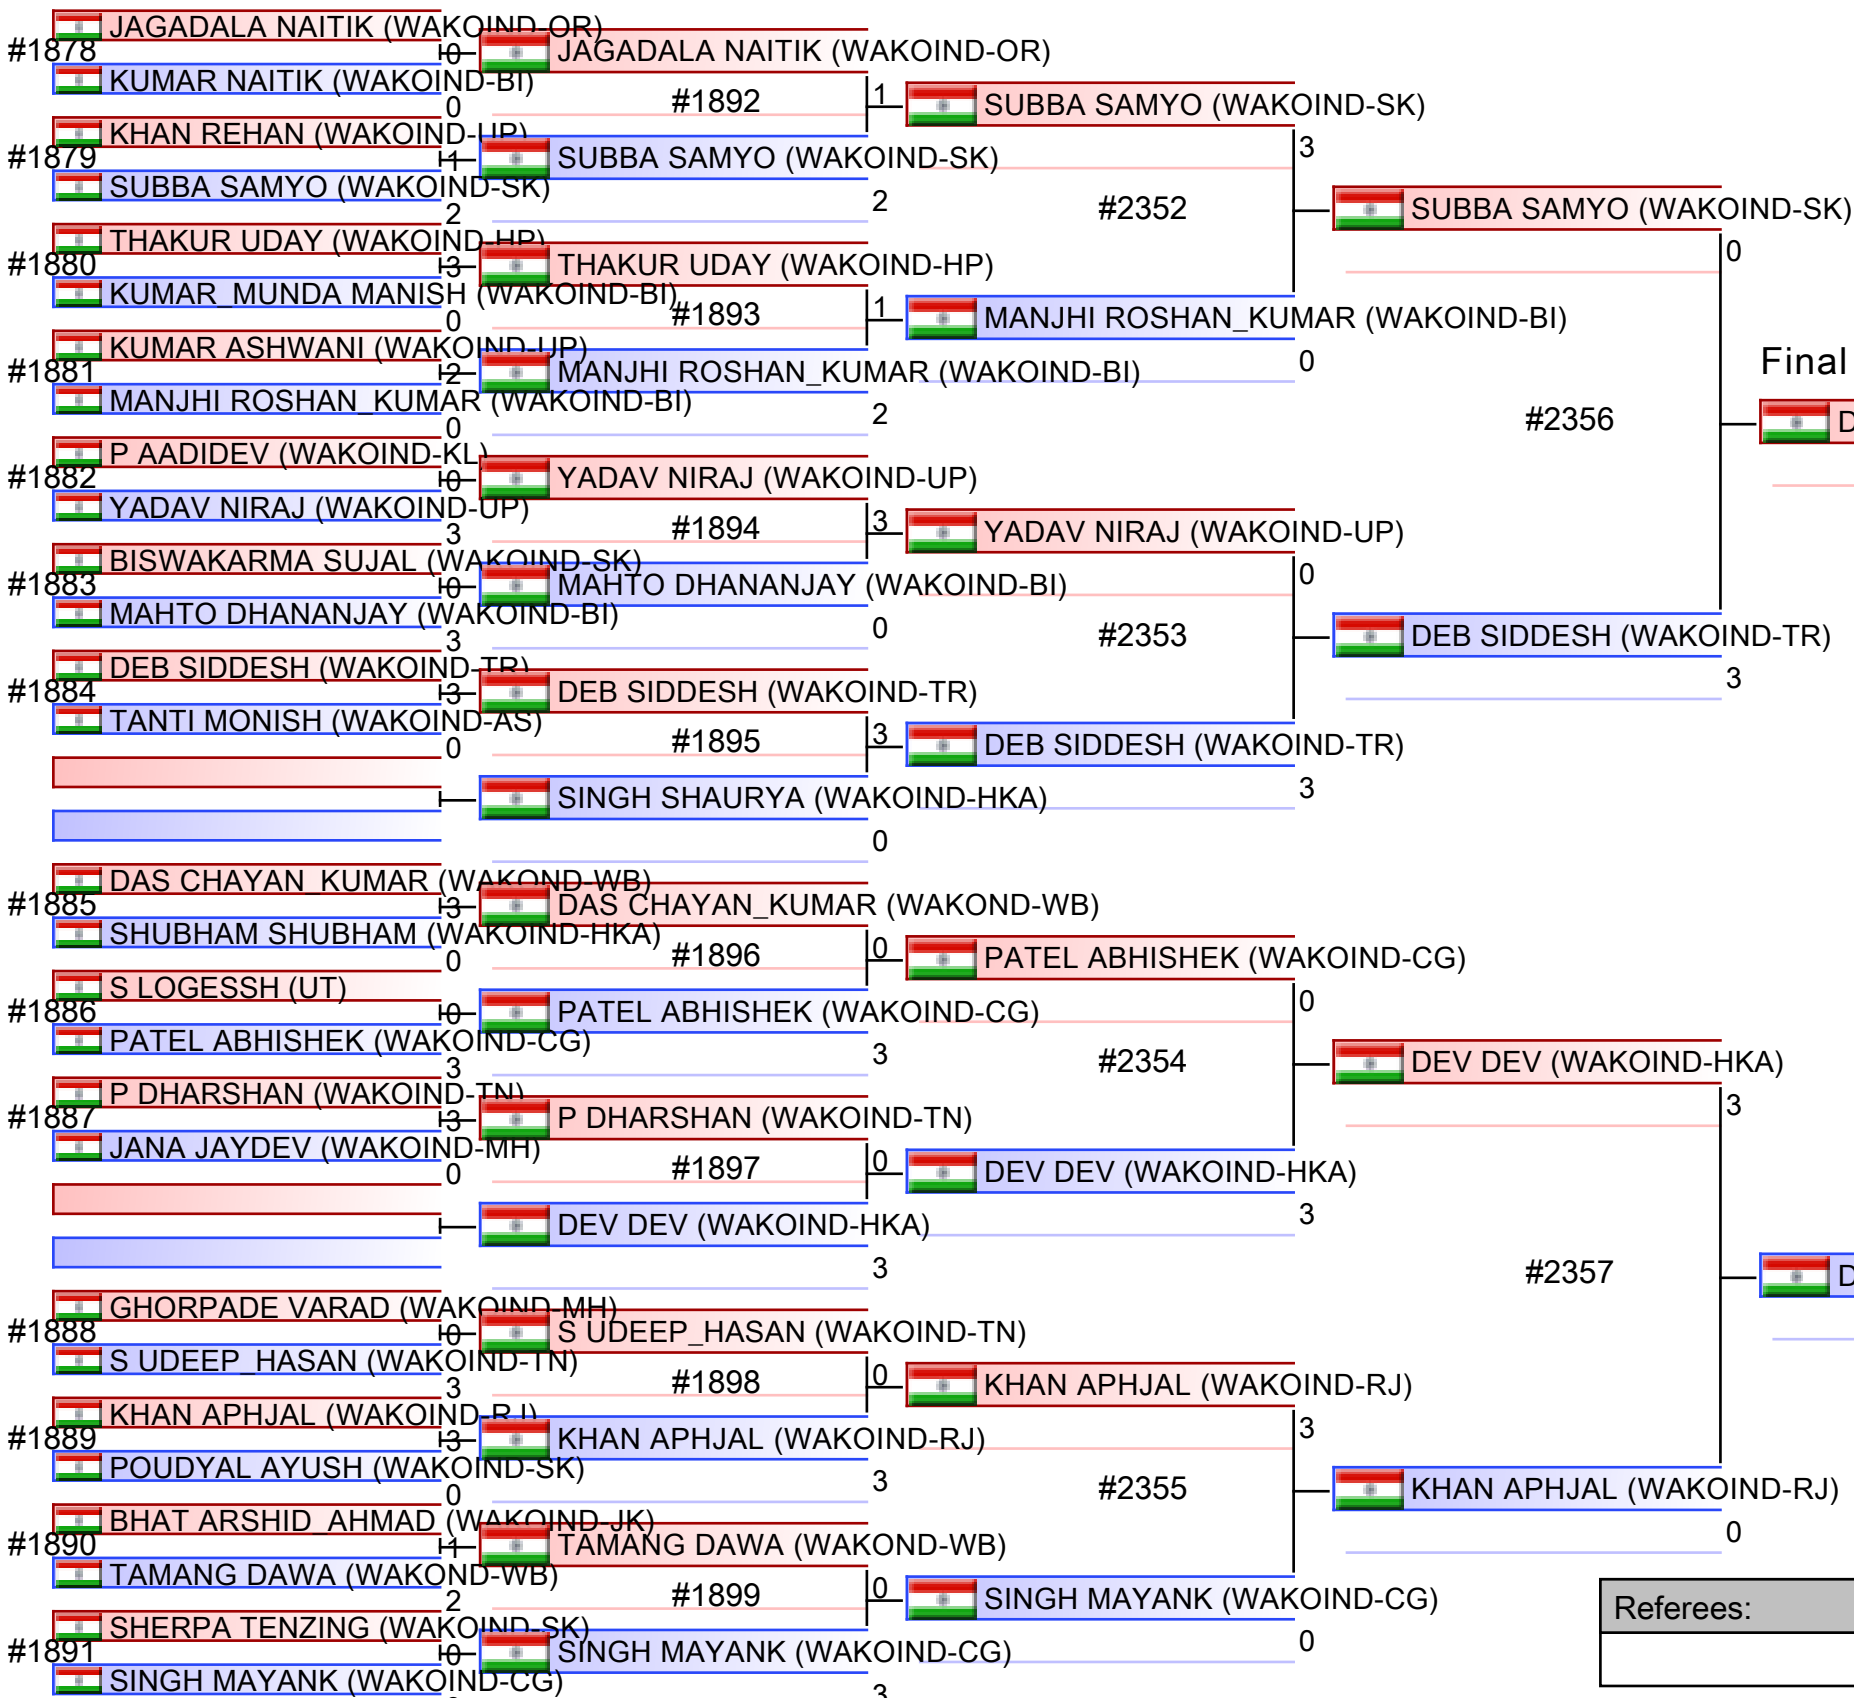 JAGADALA NAITIK (WAKOIND-OR)
#1878
0
KUMAR NAITIK (WAKOIND-BI)
0
KHAN REHAN (WAKOIND-UP)
#1879
1
SUBBA SAMYO (WAKOIND-SK)
2
THAKUR UDAY (WAKOIND-HP)
#1880
3
KUMAR_MUNDA MANISH (WAKOIND-BI)
0
KUMAR ASHWANI (WAKOIND-UP)
#1881
2
MANJHI ROSHAN_KUMAR (WAKOIND-BI)
0
P AADIDEV (WAKOIND-KL)
#1882
0
YADAV NIRAJ (WAKOIND-UP)
3
BISWAKARMA SUJAL (WAKOIND-SK)
#1883
0
MAHTO DHANANJAY (WAKOIND-BI)
3
DEB SIDDESH (WAKOIND-TR)
#1884
3
TANTI MONISH (WAKOIND-AS)
0
DAS CHAYAN_KUMAR (WAKOND-WB)
#1885
3
SHUBHAM SHUBHAM (WAKOIND-HKA)
0
S LOGESSH (UT)
#1886
0
PATEL ABHISHEK (WAKOIND-CG)
3
P DHARSHAN (WAKOIND-TN)
#1887
3
JANA JAYDEV (WAKOIND-MH)
0
GHORPADE VARAD (WAKOIND-MH)
#1888
0
S UDEEP_HASAN (WAKOIND-TN)
3
KHAN APHJAL (WAKOIND-RJ)
#1889
3
POUDYAL AYUSH (WAKOIND-SK)
0
BHAT ARSHID_AHMAD (WAKOIND-JK)
#1890
1
TAMANG DAWA (WAKOND-WB)
2
SHERPA TENZING (WAKOIND-SK)
#1891
0
SINGH MAYANK (WAKOIND-CG)
JAGADALA NAITIK (WAKOIND-OR)
#1892
1
SUBBA SAMYO (WAKOIND-SK)
2
THAKUR UDAY (WAKOIND-HP)
#1893
1
MANJHI ROSHAN_KUMAR (WAKOIND-BI)
2
YADAV NIRAJ (WAKOIND-UP)
#1894
3
MAHTO DHANANJAY (WAKOIND-BI)
0
DEB SIDDESH (WAKOIND-TR)
#1895
3
SINGH SHAURYA (WAKOIND-HKA)
0
DAS CHAYAN_KUMAR (WAKOND-WB)
#1896
0
PATEL ABHISHEK (WAKOIND-CG)
3
P DHARSHAN (WAKOIND-TN)
#1897
0
DEV DEV (WAKOIND-HKA)
3
S UDEEP_HASAN (WAKOIND-TN)
#1898
0
KHAN APHJAL (WAKOIND-RJ)
3
TAMANG DAWA (WAKOND-WB)
#1899
0
SINGH MAYANK (WAKOIND-CG)
3
SUBBA SAMYO (WAKOIND-SK)
3
#2352
MANJHI ROSHAN_KUMAR (WAKOIND-BI)
0
YADAV NIRAJ (WAKOIND-UP)
0
#2353
DEB SIDDESH (WAKOIND-TR)
3
PATEL ABHISHEK (WAKOIND-CG)
0
#2354
DEV DEV (WAKOIND-HKA)
3
KHAN APHJAL (WAKOIND-RJ)
3
#2355
SINGH MAYANK (WAKOIND-CG)
0
SUBBA SAMYO (WAKOIND-SK)
0
#2356
DEB SIDDESH (WAKOIND-TR)
3
DEV DEV (WAKOIND-HKA)
3
#2357
KHAN APHJAL (WAKOIND-RJ)
0
Final
D
D
Referees: